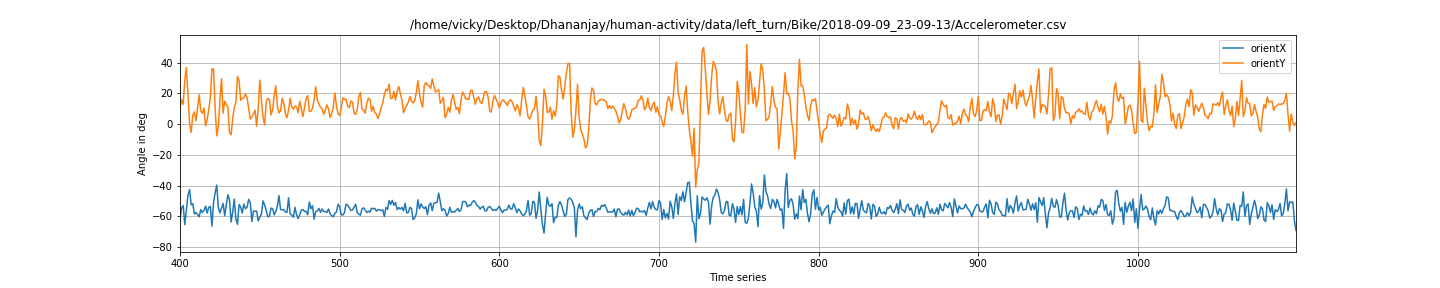 /home/vicky/Desktop/Dhananjay/human-activity/data/left_turn/Bike/2018-09-09_23-09-13/Accelerometer.csv
orientX
orientY
Angle in deg
40
20
0
−20
−40
−60
−80
400 500 600 700 800 900 1000
Time series